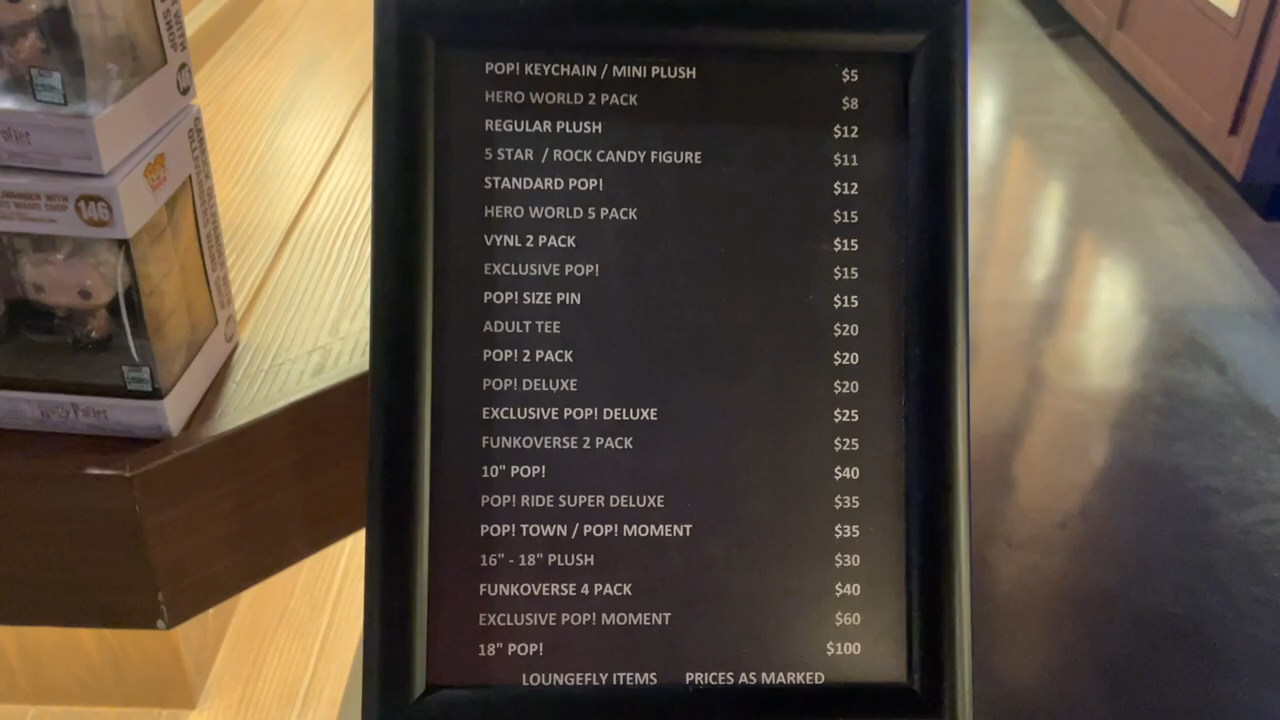 POP! KEYCHAIN / MINI PLUSH $5
HERO WORLD 2 PACK $8
REGULAR PLUSH $12
5 STAR / ROCK CANDY FIGURE $11
STANDARD POP! $12
HERO WORLD 5 PACK $15
VYNL 2 PACK $15
EXCLUSIVE POP! $15
POP! SIZE PIN $15
ADULT TEE $20
POP! 2 PACK $20
POP! DELUXE $20
EXCLUSIVE POP! DELUXE $25
FUNKOVERSE 2 PACK $25
10" POP! $40
POP! RIDE SUPER DELUXE $35
POP! TOWN / POP! MOMENT $35
16" - 18" PLUSH $30
FUNKOVERSE 4 PACK $40
EXCLUSIVE POP! MOMENT $60
18" POP! $100
LOUNGEFLY ITEMS PRICES AS MARKED
SHOP
POP
146
Harry Potter